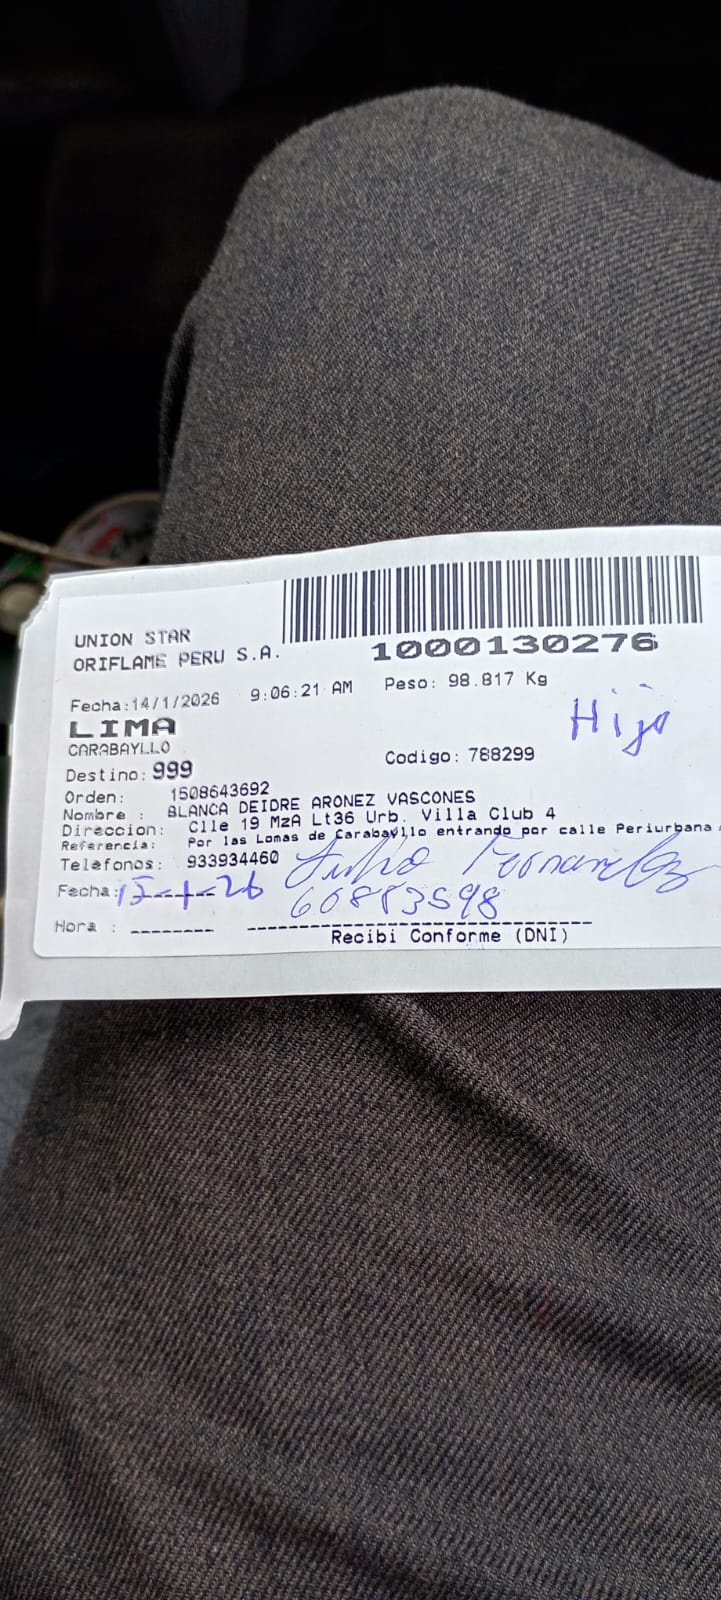 UNION STAR
ORIFLAME PERU S.A.
1000130276
Fecha:14/1/2026 9:06:21 AM Peso: 98.817 Kg
LIMA
Hijo
CARABAYLLO
Codigo: 788299
Destino: 999
Orden: 1508643692
Nombre : BLANCA DEIDRE ARONEZ VASCONES
Direccion: Clle 19 MzA Lt36 Urb. Villa Club 4
Referencia: Por las Lomas de Carabayllo entrando por calle Periurbana
Telefonos: 933934460
Fernandez
Fecha: 15-1-26
Hora :
Recibi Conforme (DNI)